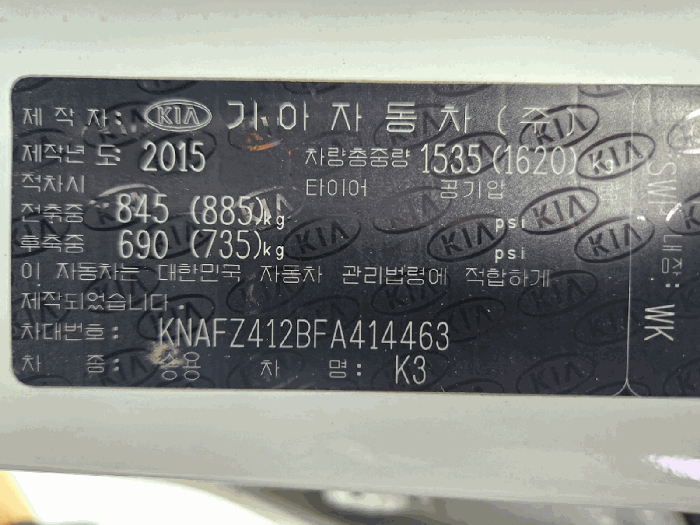 제 작 자: KIA 기아자동차 (주)
제작년도 2015 차량총중량 1535 (1620) kg
적차시 타이어 공기압
전축중 845 (885) kg psi
후축중 690 (735) kg psi
이 자동차는 대한민국 자동차 관리법령에 적합하게
제작되었습니다.
차대번호: KNAFZ412BFA414463
차 종: 승용 차 명: K3
SWP 내장: WK